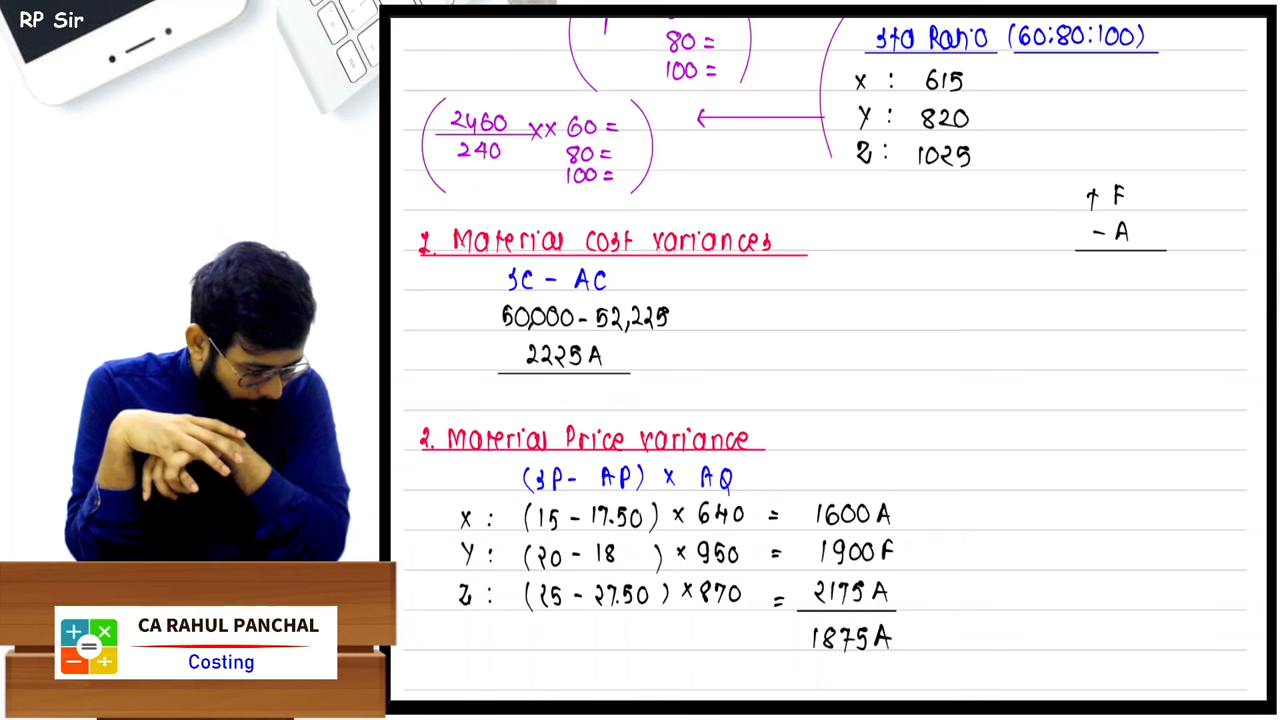 RP Sir
80 =
100 =
Std Ratio (60:80:100)
X : 615
Y : 820
Z : 1025
2460
240
xx 60 =
80 =
100 =
+ F
- A
1. Material Cost variances
SC - AC
50,000 - 52,225
2225 A
2. Material Price variance
(SP - AP) x AQ
X : (15 - 17.50) x 640 = 1600 A
Y : (20 - 18 ) x 950 = 1900 F
Z : (25 - 27.50) x 870 = 2175 A
1875 A
CA RAHUL PANCHAL
Costing